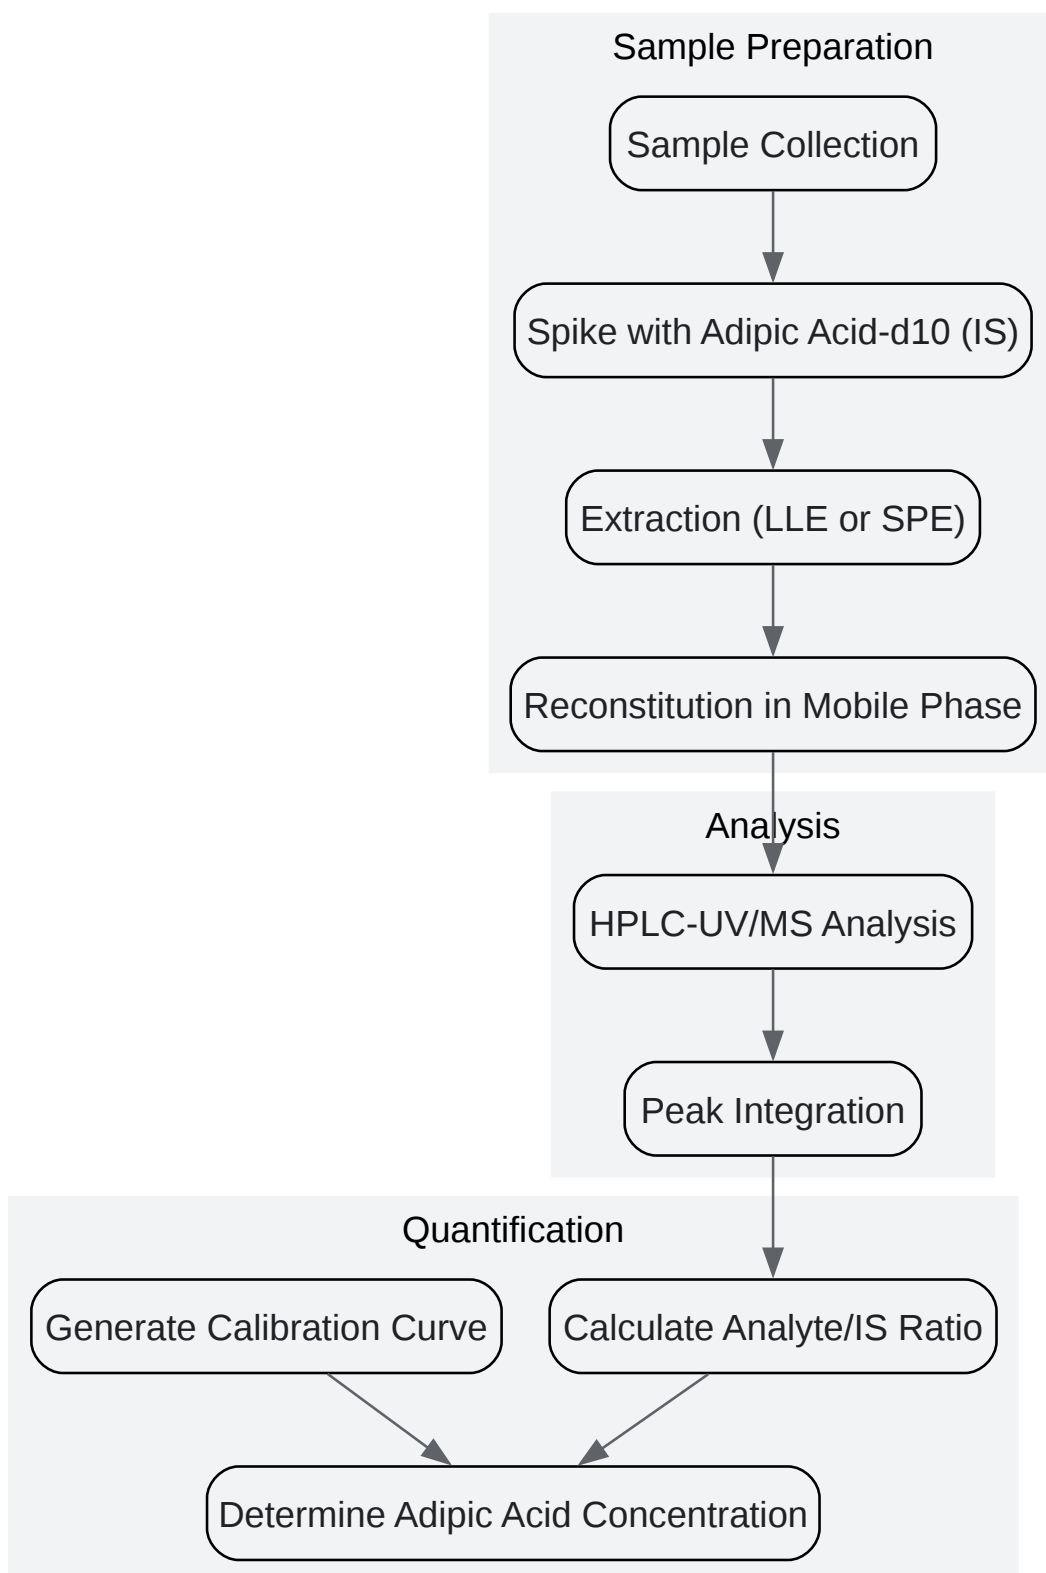 Sample Preparation
Sample Collection
Spike with Adipic Acid-d10 (IS)
Extraction (LLE or SPE)
Reconstitution in Mobile Phase
Analysis
HPLC-UV/MS Analysis
Peak Integration
Quantification
Generate Calibration Curve
Calculate Analyte/IS Ratio
Determine Adipic Acid Concentration